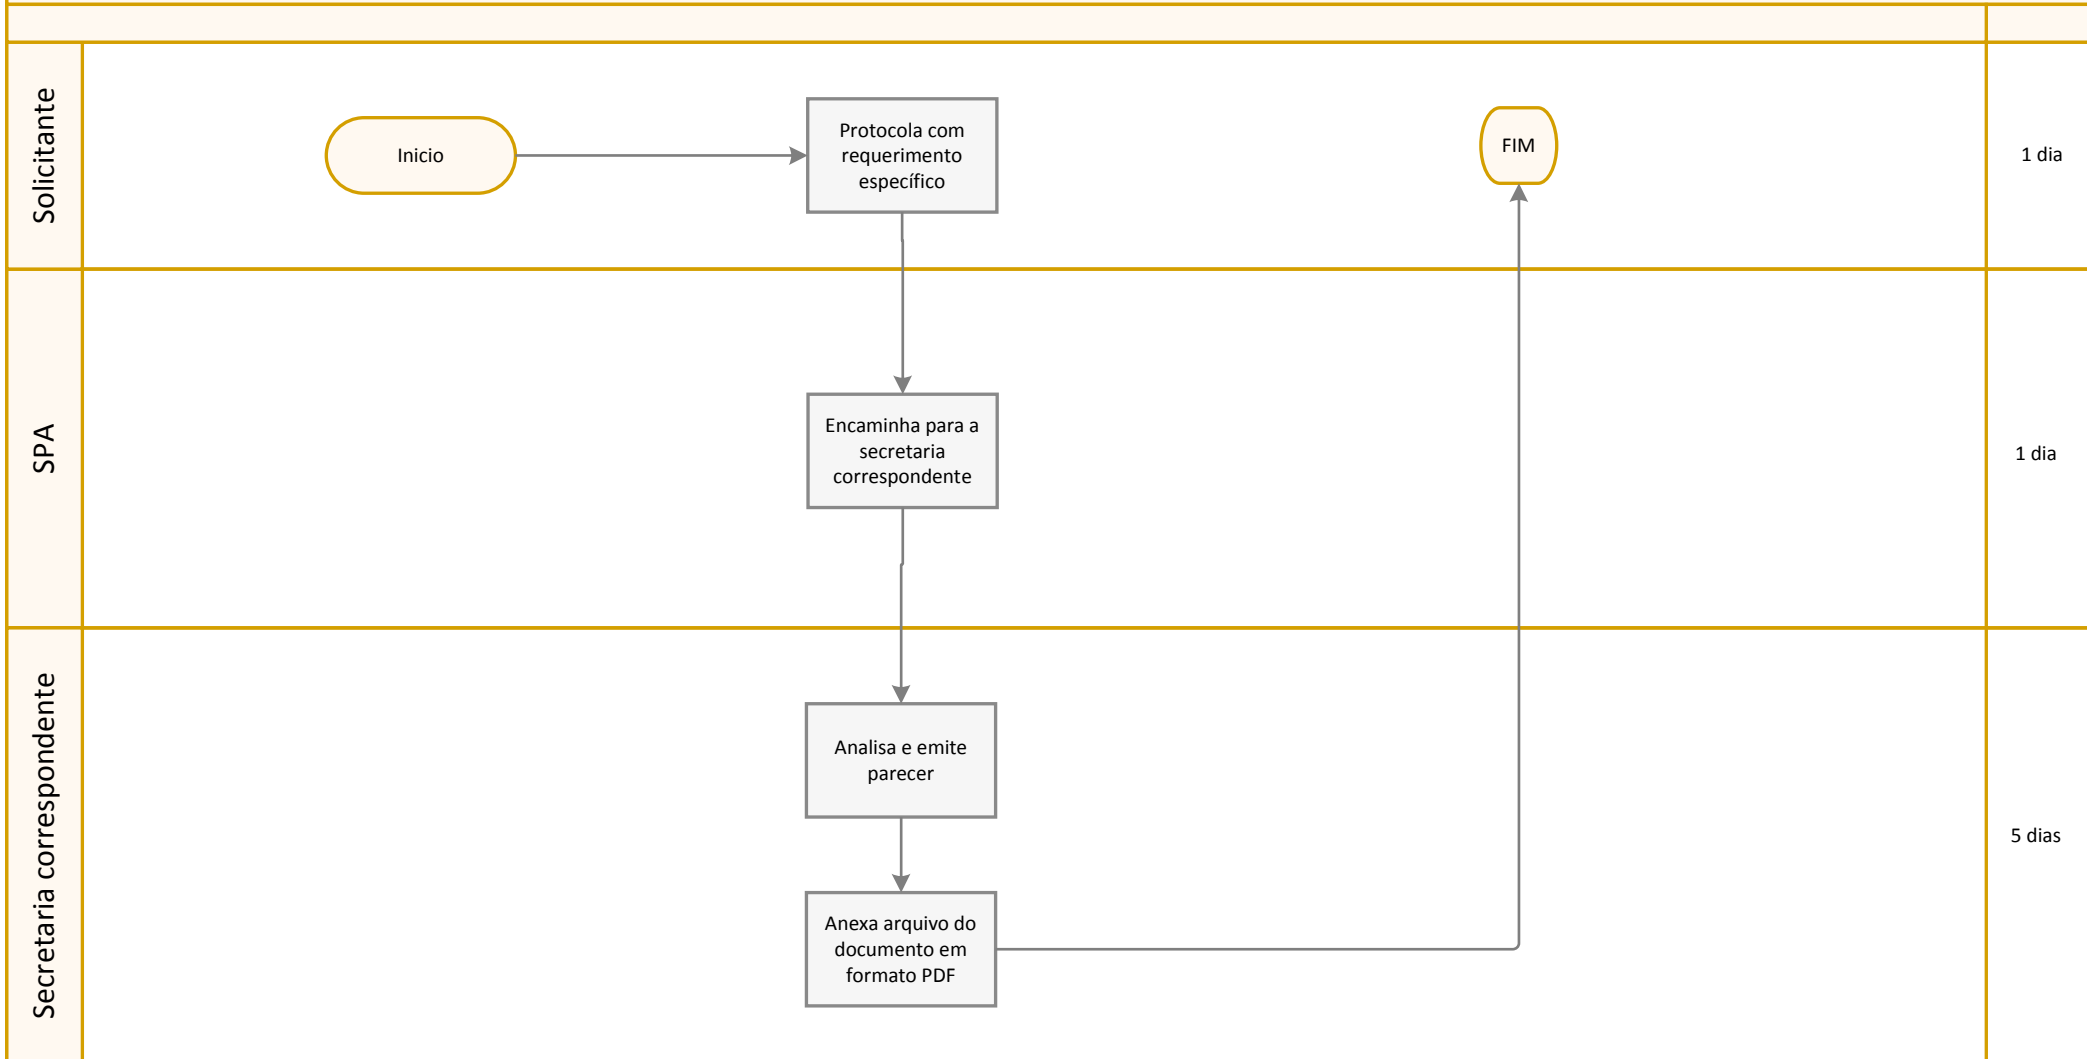 Solicitante
Inicio
Protocola com
requerimento
específico
FIM
1 dia
SPA
Encaminha para a
secretaria
correspondente
1 dia
Secretaria correspondente
Analisa e emite
parecer
5 dias
Anexa arquivo do
documento em
formato PDF